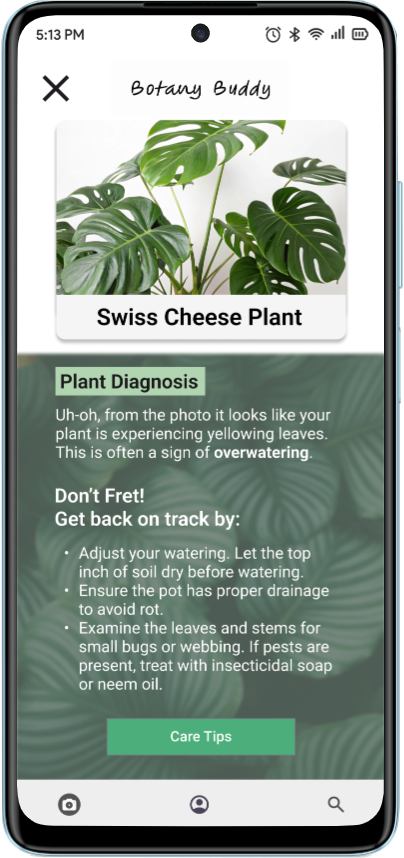 5:13 PM
Botany Buddy
Swiss Cheese Plant
Plant Diagnosis
Uh-oh, from the photo it looks like your
plant is experiencing yellowing leaves.
This is often a sign of overwatering.
Don't Fret!
Get back on track by:
• Adjust your watering. Let the top
inch of soil dry before watering.
• Ensure the pot has proper drainage
to avoid rot.
• Examine the leaves and stems for
small bugs or webbing. If pests are
present, treat with insecticidal soap
or neem oil.
Care Tips